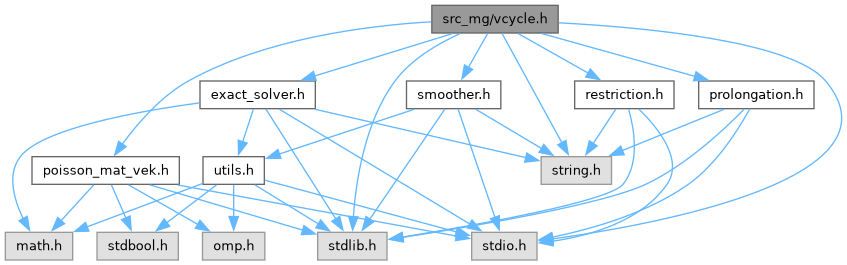 src_mg/vcycle.h
exact_solver.h
smoother.h
restriction.h
prolongation.h
poisson_mat_vek.h
utils.h
string.h
math.h
stdbool.h
omp.h
stdlib.h
stdio.h